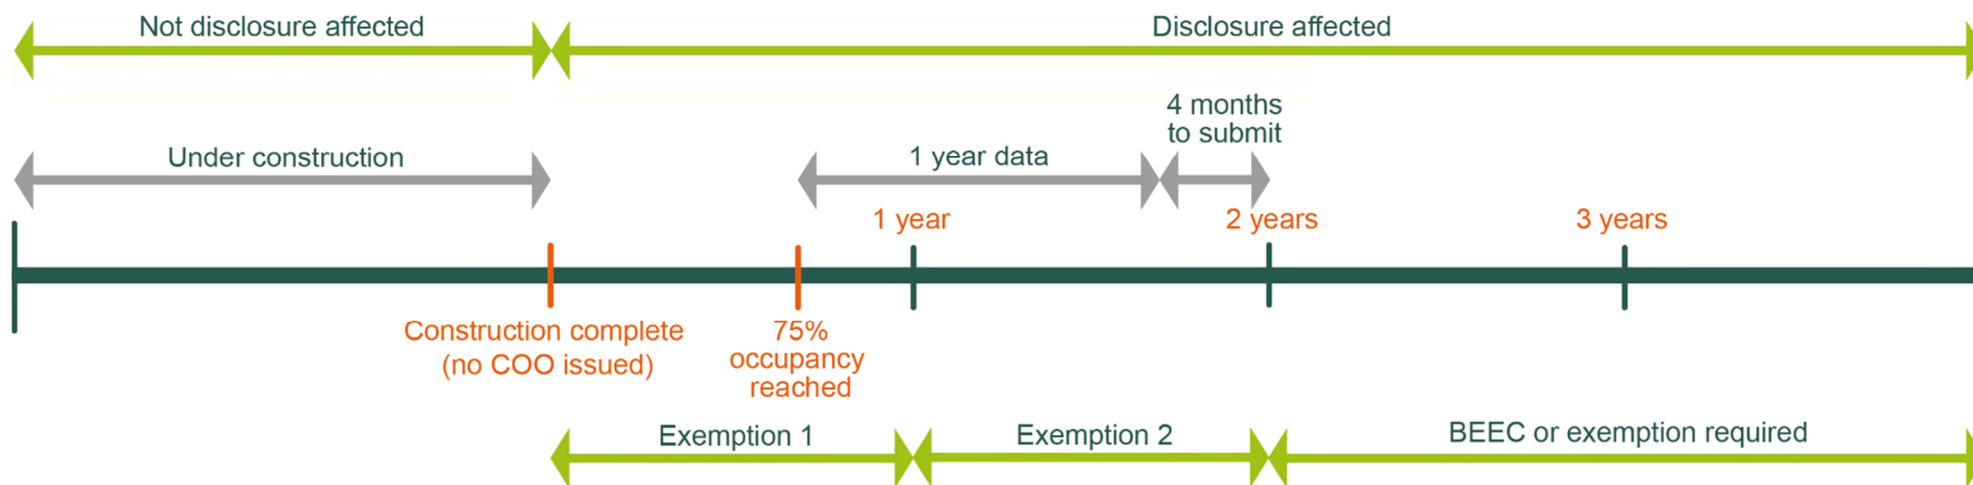 Not disclosure affected
Disclosure affected
4 months
to submit
Under construction
1 year data
1 year
2 years
3 years
Construction complete
(no COO issued)
75%
occupancy
reached
Exemption 1
Exemption 2
BEEC or exemption required